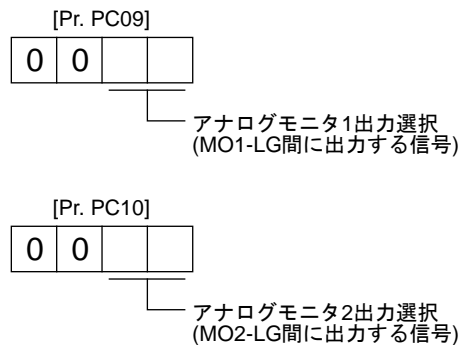 [Pr. PC09]
0 0
アナログモニタ1出力選択
(MO1-LG間に出力する信号)
[Pr. PC10]
0 0
アナログモニタ2出力選択
(MO2-LG間に出力する信号)